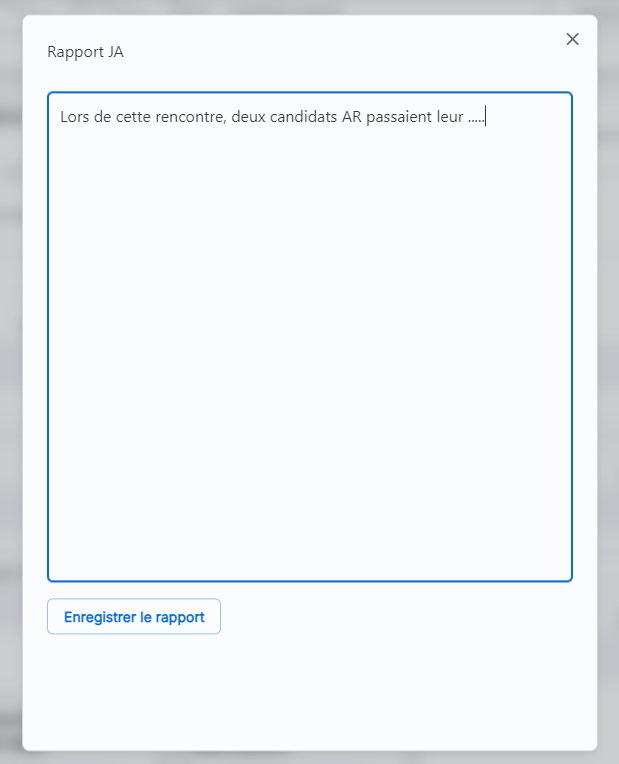 Rapport JA
Lors de cette rencontre, deux candidats AR passaient leur .....
Enregistrer le rapport